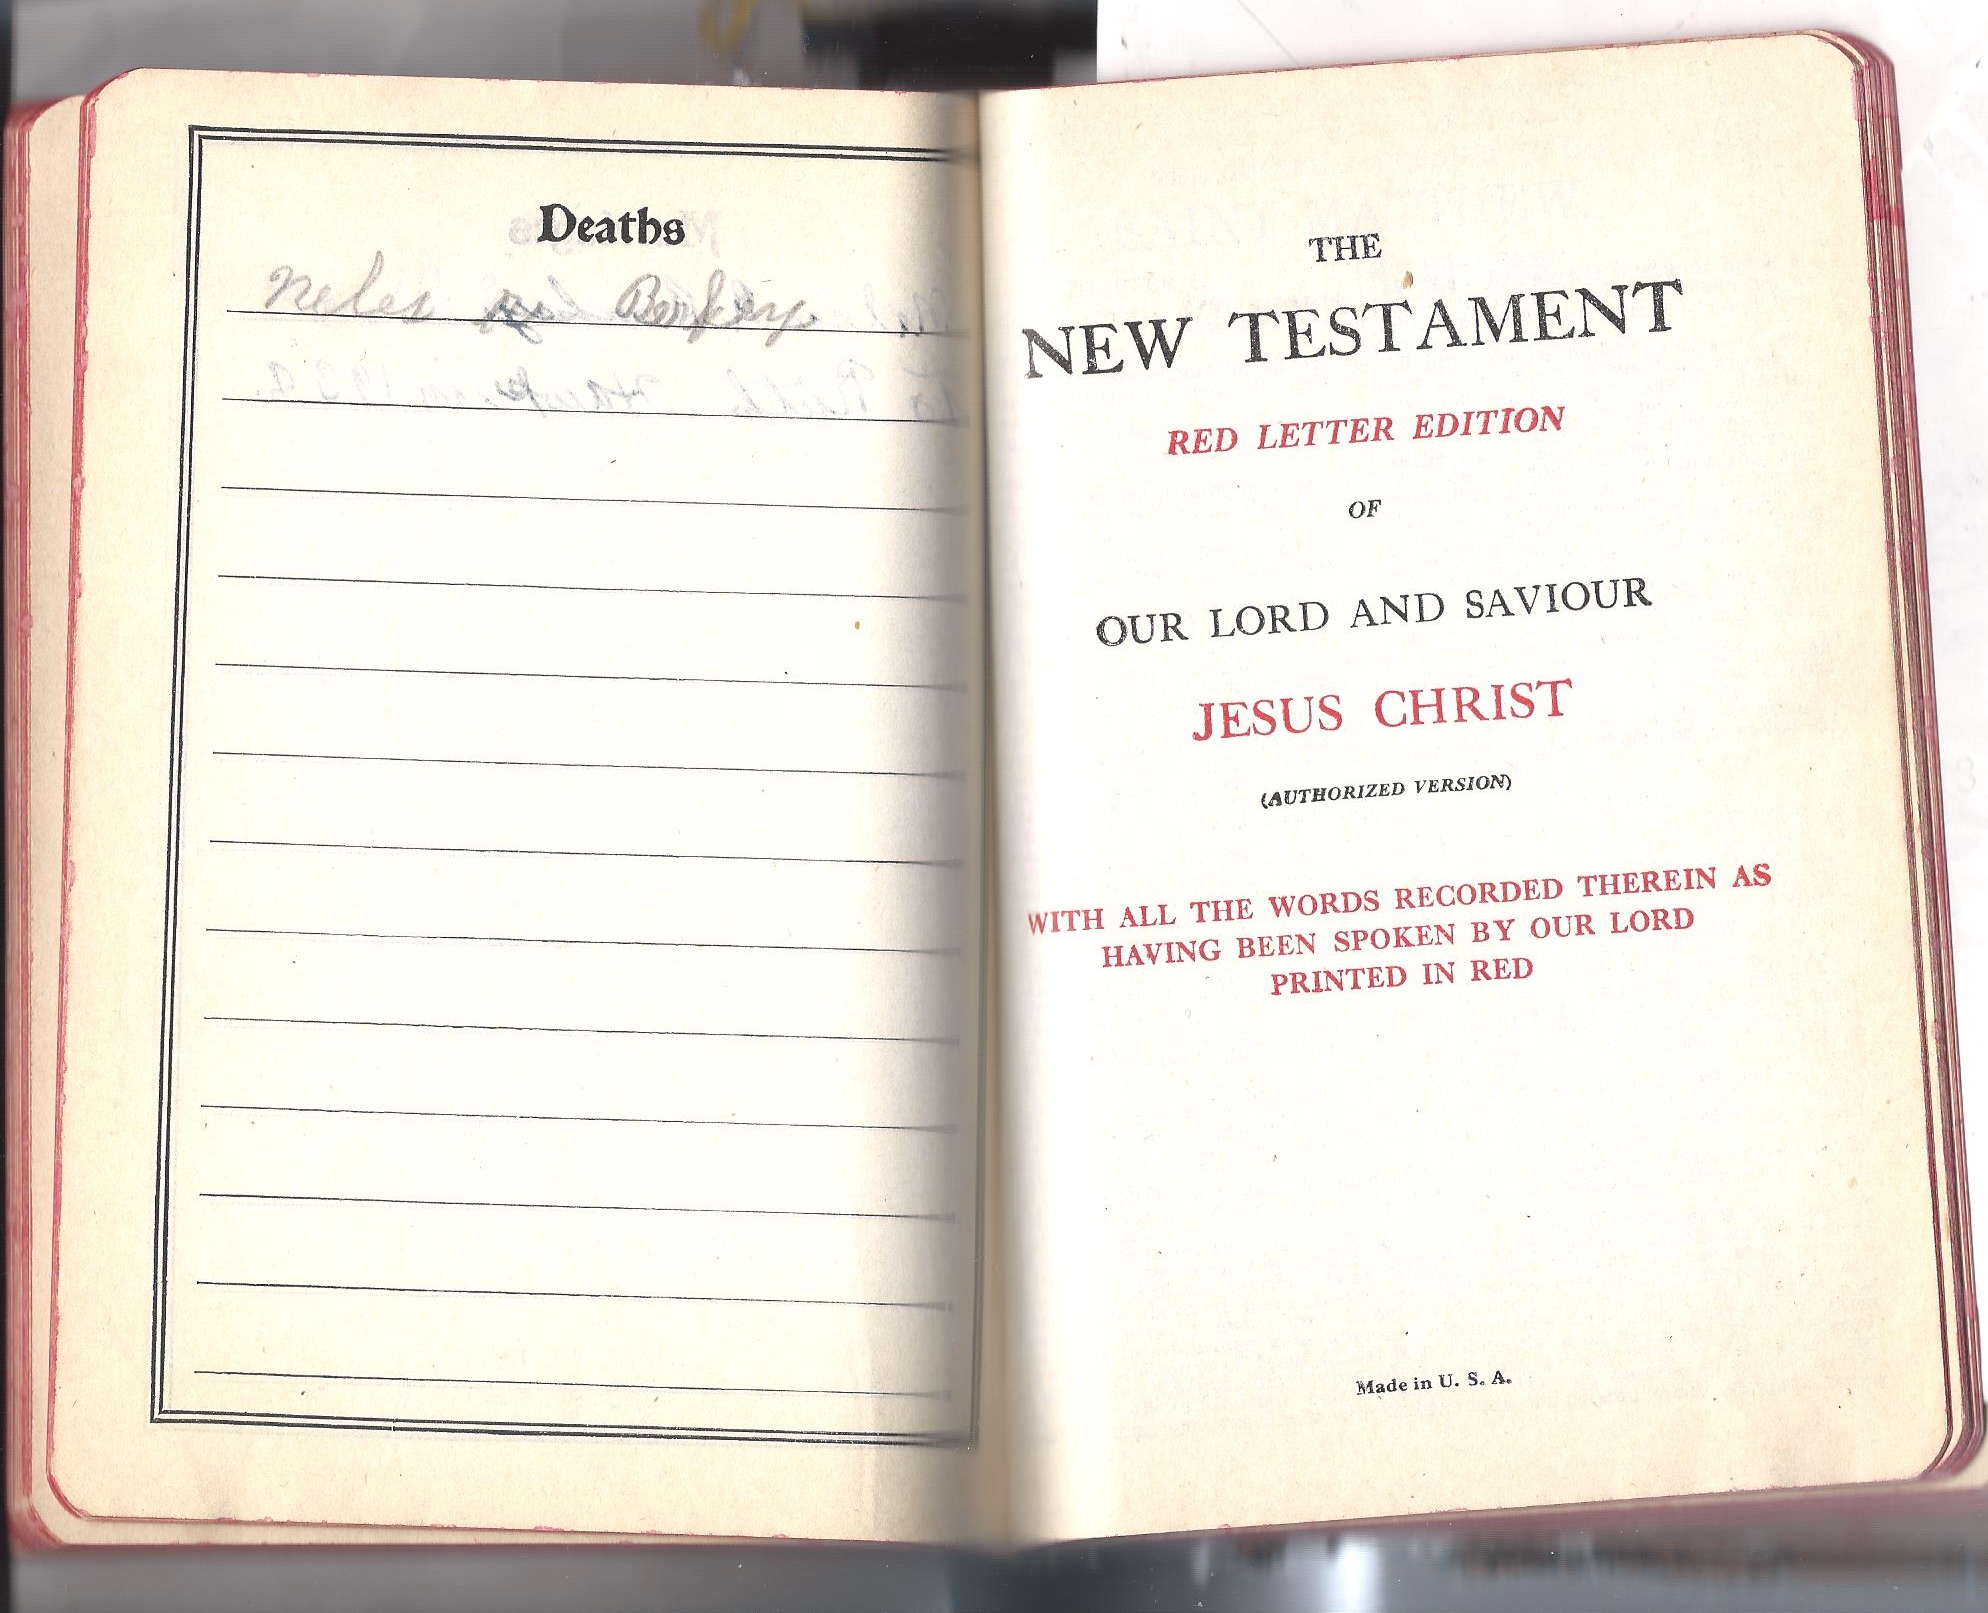 Deaths
Neles
THE
NEW TESTAMENT
RED LETTER EDITION
OF
OUR LORD AND SAVIOUR
JESUS CHRIST
(AUTHORIZED VERSION)
WITH ALL THE WORDS RECORDED THEREIN AS
HAVING BEEN SPOKEN BY OUR LORD
PRINTED IN RED
Made in U. S. A.